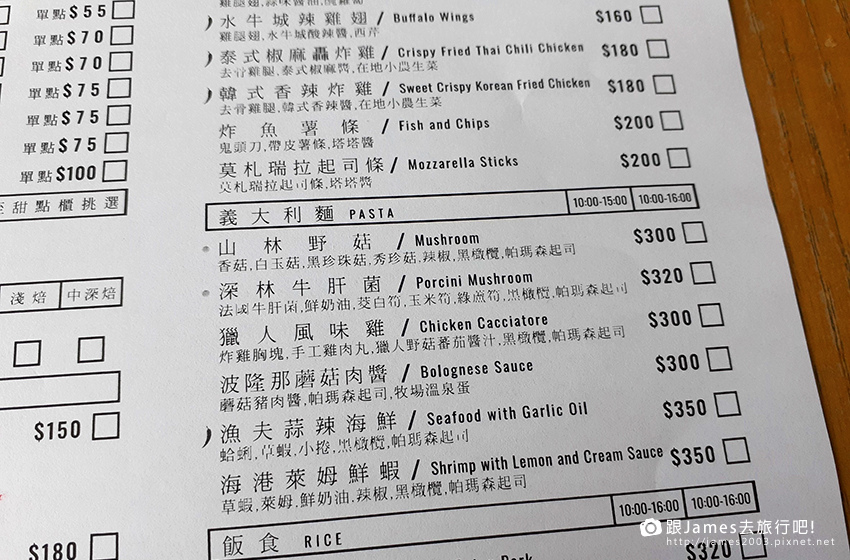 單點$55
單點$70
單點$70
單點$75
單點$75
單點$75
單點$100
至甜點櫃挑選
淺焙 中深焙
$150
$180
雞腿翅,蒜味醬油,
水牛城辣雞翅 / Buffalo Wings $160
雞腿翅,水牛城酸辣醬,西芹
泰式椒麻轟炸雞 / Crispy Fried Thai Chili Chicken $180
去骨雞腿,泰式椒麻醬,在地小農生菜
韓式香辣炸雞 / Sweet Crispy Korean Fried Chicken $180
去骨雞腿,韓式香辣醬,在地小農生菜
炸魚薯條 / Fish and Chips $200
鬼頭刀,帶皮薯條,塔塔醬
莫札瑞拉起司條 / Mozzarella Sticks $200
莫札瑞拉起司條,塔塔醬
義大利麵 PASTA 10:00-15:00 10:00-16:00
山林野菇 / Mushroom $300
香菇,白玉菇,黑珍珠菇,秀珍菇,辣椒,黑橄欖,帕瑪森起司
深林牛肝菌 / Porcini Mushroom $320
法國牛肝菌,鮮奶油,茭白筍,玉米筍,綠蘆筍,黑橄欖,帕瑪森起司
獵人風味雞 / Chicken Cacciatore $300
炸雞胸塊,手工雞肉丸,獵人野菇蕃茄醬汁,黑橄欖,帕瑪森起司
波隆那蘑菇肉醬 / Bolognese Sauce $300
蘑菇豬肉醬,帕瑪森起司,牧場溫泉蛋
漁夫蒜辣海鮮 / Seafood with Garlic Oil $350
蛤蜊,草蝦,小捲,黑橄欖,帕瑪森起司
海港萊姆鮮蝦 / Shrimp with Lemon and Cream Sauce $350
草蝦,萊姆,鮮奶油,辣椒,黑橄欖,帕瑪森起司
飯食 RICE 10:00-16:00 10:00-16:00
$320
Pork
跟James去旅行吧!
http://james2003.pixnet.net